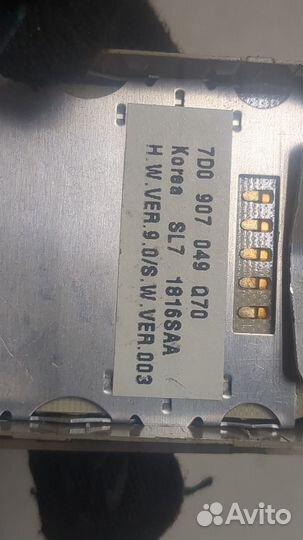 7D0 907 049 Q70
Korea SL7 1816SAA
H.W.VER.9.0/S.W.VER.003
Avito